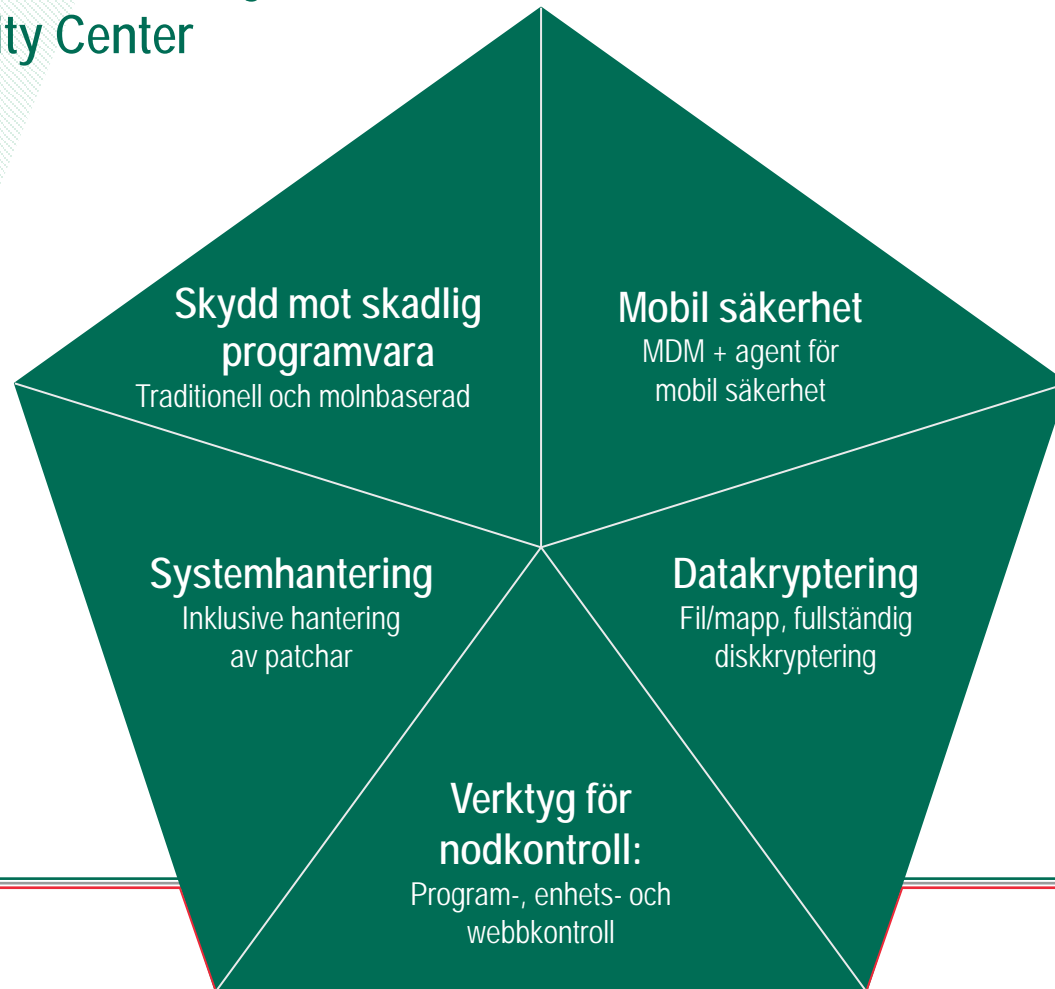 ity Center
Skydd mot skadlig
programvara
Traditionell och molnbaserad
Mobil säkerhet
MDM + agent för
mobil säkerhet
Systemhantering
Inklusive hantering
av patchar
Datakryptering
Fil/mapp, fullständig
diskkryptering
Verktyg för
nodkontroll:
Program-, enhets- och
webbkontroll